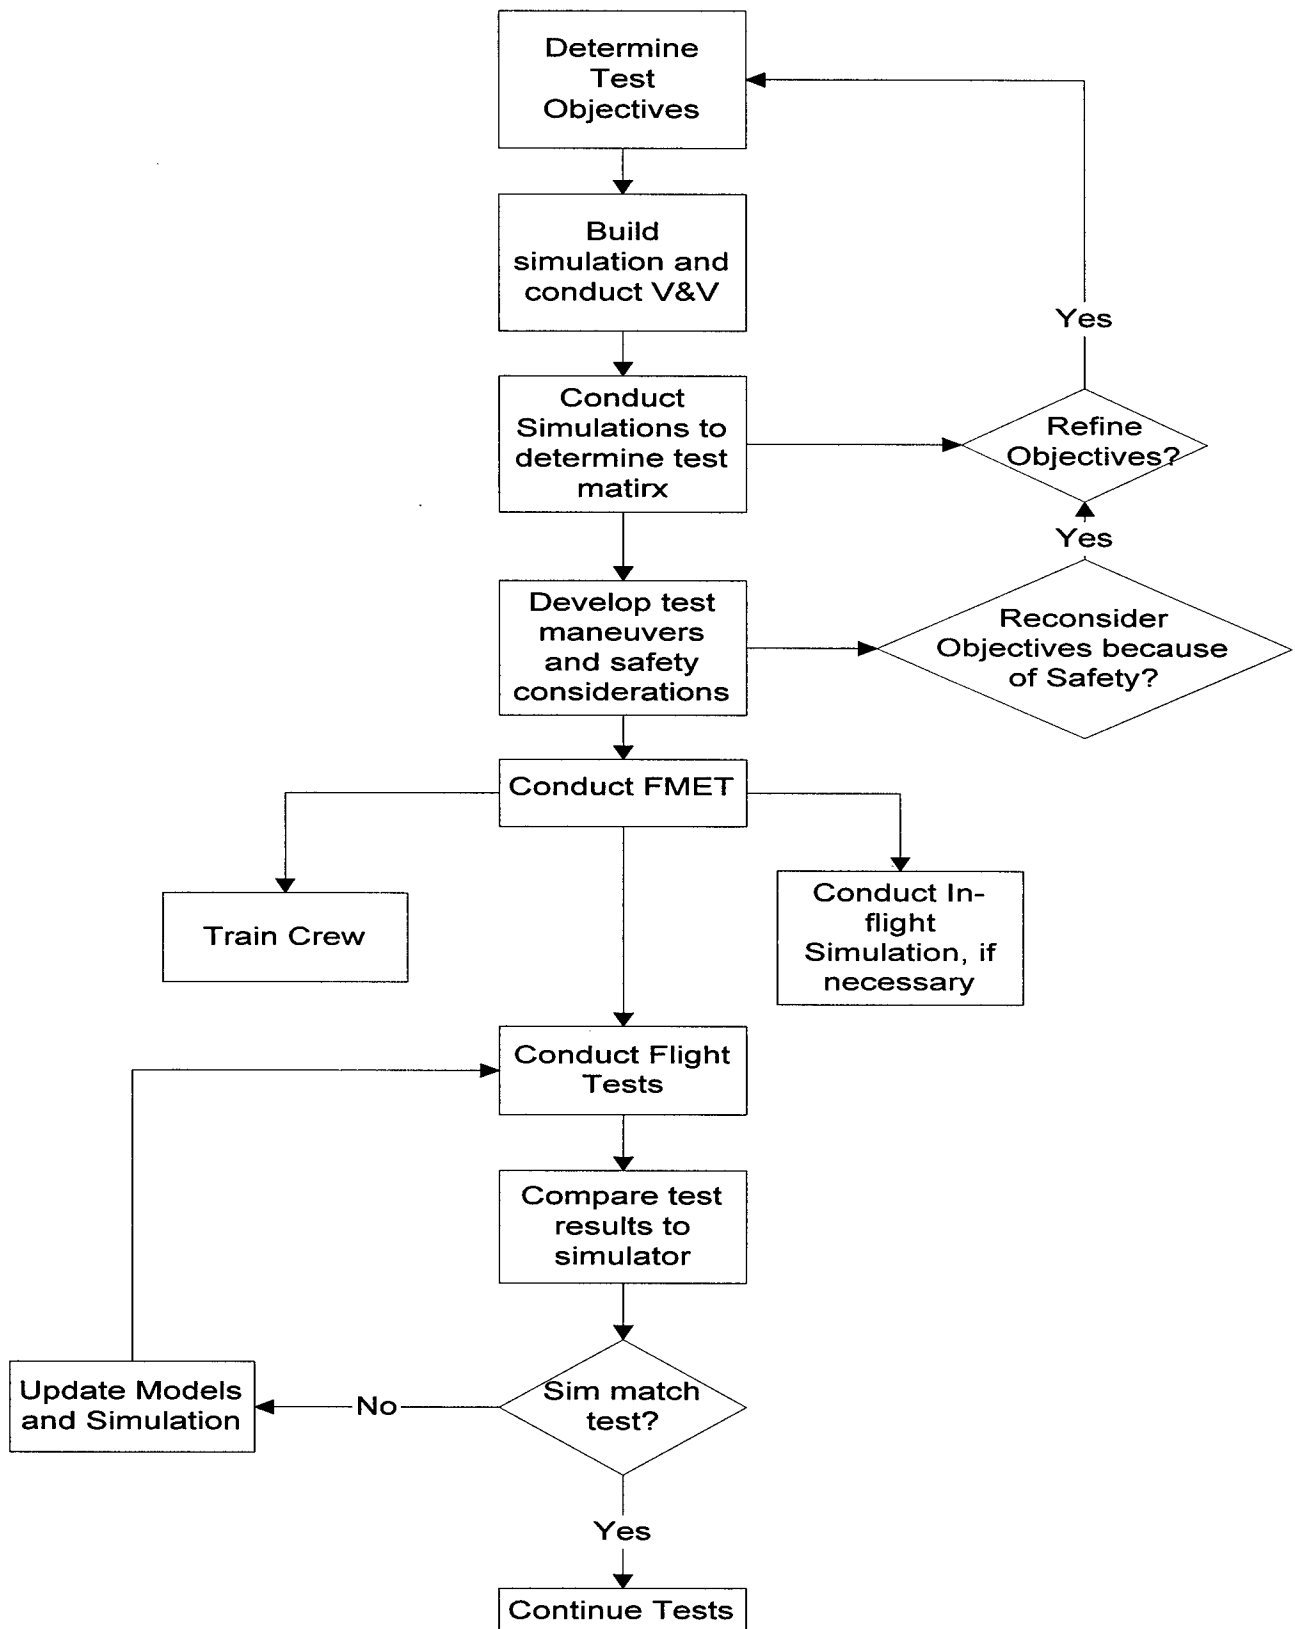 Determine
Test
Objectives
Build
simulation and
conduct V&V
Yes
Conduct
Simulations to
determine test
matirx
Refine
Objectives?
Yes
Develop test
maneuvers
and safety
considerations
Reconsider
Objectives because
of Safety?
Conduct FMET
Train Crew
Conduct In-
flight
Simulation, if
necessary
Conduct Flight
Tests
Compare test
results to
simulator
Update Models
and Simulation
No
Sim match
test?
Yes
Continue Tests